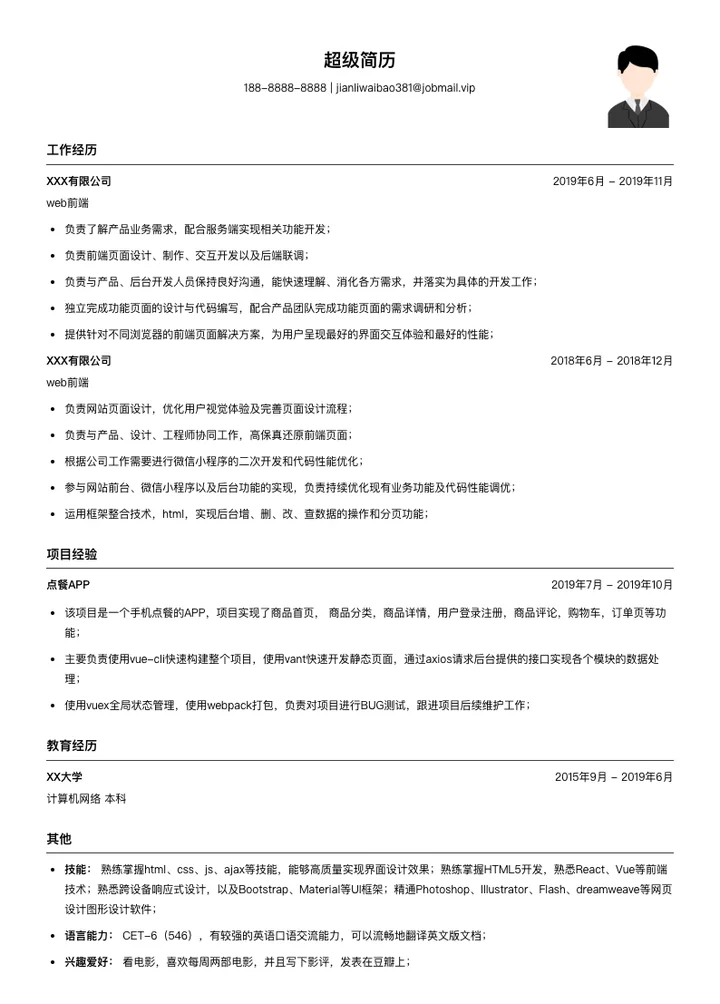 超级简历
188-8888-8888 | jianliwaibao381@jobmail.vip
工作经历
XXX有限公司 2019年6月 – 2019年11月
web前端
• 负责了解产品业务需求，配合服务端实现相关功能开发；
• 负责前端页面设计、制作、交互开发以及后端联调；
• 负责与产品、后台开发人员保持良好沟通，能快速理解、消化各方需求，并落实为具体的开发工作；
• 独立完成功能页面的设计与代码编写，配合产品团队完成功能页面的需求调研和分析；
• 提供针对不同浏览器的前端页面解决方案，为用户呈现最好的界面交互体验和最好的性能；
XXX有限公司 2018年6月 – 2018年12月
web前端
• 负责网站页面设计，优化用户视觉体验及完善页面设计流程；
• 负责与产品、设计、工程师协同工作，高保真还原前端页面；
• 根据公司工作需要进行微信小程序的二次开发和代码性能优化；
• 参与网站前台、微信小程序以及后台功能的实现，负责持续优化现有业务功能及代码性能调优；
• 运用框架整合技术，html，实现后台增、删、改、查数据的操作和分页功能；
项目经验
点餐APP 2019年7月 – 2019年10月
• 该项目是一个手机点餐的APP，项目实现了商品首页， 商品分类，商品详情，用户登录注册，商品评论，购物车，订单页等功
能；
• 主要负责使用vue-cli快速构建整个项目，使用vant快速开发静态页面，通过axios请求后台提供的接口实现各个模块的数据处
理；
• 使用vuex全局状态管理，使用webpack打包，负责对项目进行BUG测试，跟进项目后续维护工作；
教育经历
XX大学 2015年9月 – 2019年6月
计算机网络 本科
其他
• 技能： 熟练掌握html、css、js、ajax等技能，能够高质量实现界面设计效果；熟练掌握HTML5开发，熟悉React、Vue等前端
技术；熟悉跨设备响应式设计，以及Bootstrap、Material等UI框架；精通Photoshop、Illustrator、Flash、dreamweave等网页
设计图形设计软件；
• 语言能力： CET-6（546），有较强的英语口语交流能力，可以流畅地翻译英文版文档；
• 兴趣爱好： 看电影，喜欢每周两部电影，并且写下影评，发表在豆瓣上；